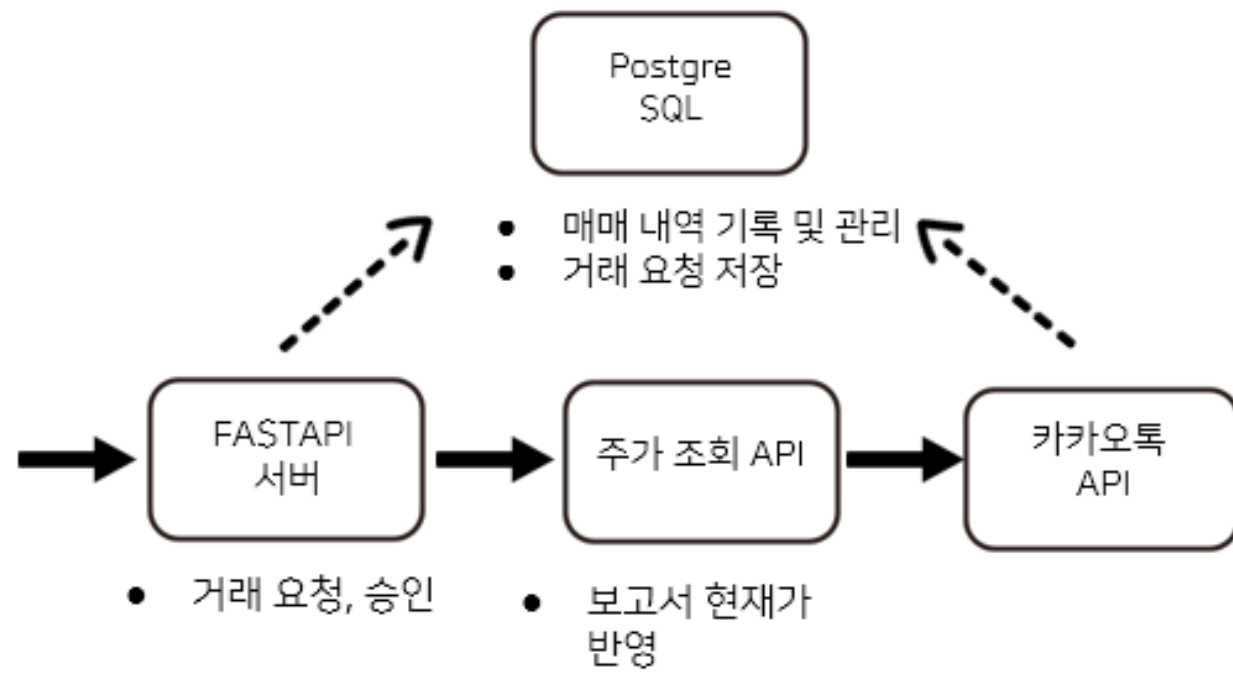 Postgre
SQL
● 매매 내역 기록 및 관리
● 거래 요청 저장
FASTAPI
서버
주가 조회 API
카카오톡
API
● 거래 요청, 승인
● 보고서 현재가
반영